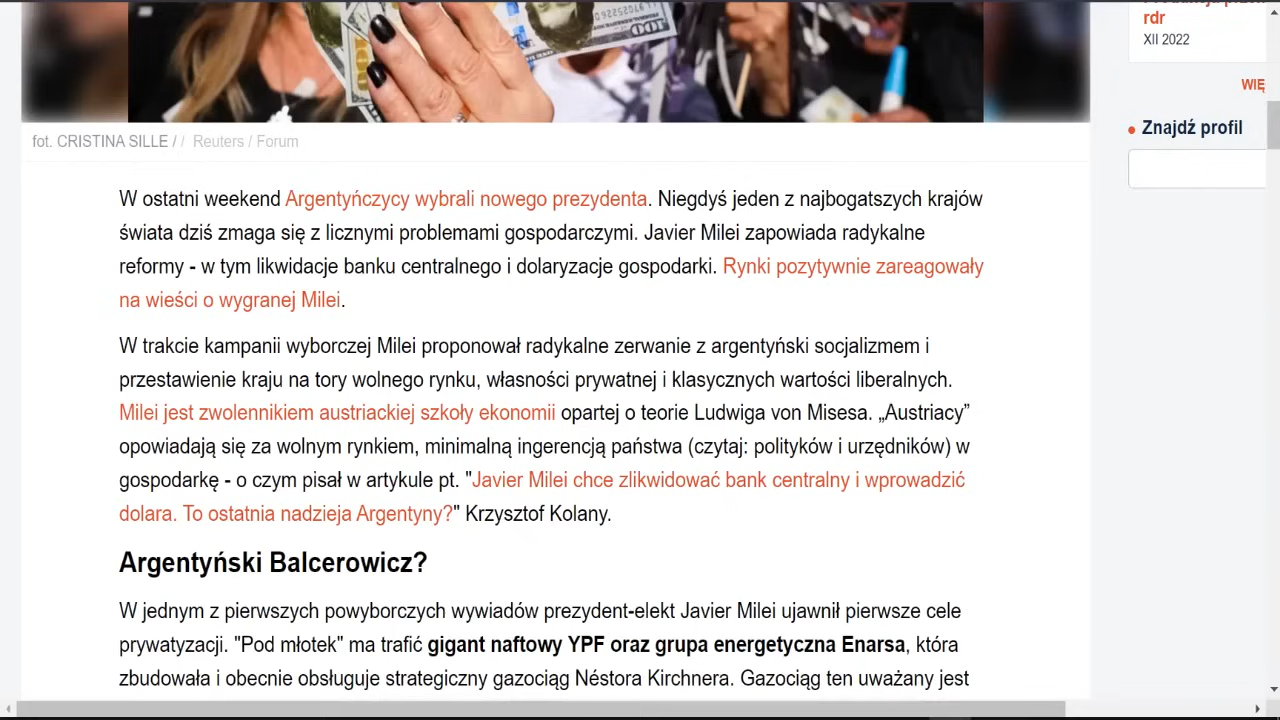 100
rdr
XII 2022
WIĘ
Znajdź profil
fot. CRISTINA SILLE / / Reuters / Forum
W ostatni weekend Argentyńczycy wybrali nowego prezydenta. Niegdyś jeden z najbogatszych krajów
świata dziś zmaga się z licznymi problemami gospodarczymi. Javier Milei zapowiada radykalne
reformy - w tym likwidacje banku centralnego i dolaryzacje gospodarki. Rynki pozytywnie zareagowały
na wieści o wygranej Milei.
W trakcie kampanii wyborczej Milei proponował radykalne zerwanie z argentyński socjalizmem i
przestawienie kraju na tory wolnego rynku, własności prywatnej i klasycznych wartości liberalnych.
Milei jest zwolennikiem austriackiej szkoły ekonomii opartej o teorie Ludwiga von Misesa. „Austriacy”
opowiadają się za wolnym rynkiem, minimalną ingerencją państwa (czytaj: polityków i urzędników) w
gospodarkę - o czym pisał w artykule pt. "Javier Milei chce zlikwidować bank centralny i wprowadzić
dolara. To ostatnia nadzieja Argentyny?" Krzysztof Kolany.
Argentyński Balcerowicz?
W jednym z pierwszych powyborczych wywiadów prezydent-elekt Javier Milei ujawnił pierwsze cele
prywatyzacji. "Pod młotek" ma trafić gigant naftowy YPF oraz grupa energetyczna Enarsa, która
zbudowała i obecnie obsługuje strategiczny gazociąg Néstora Kirchnera. Gazociąg ten uważany jest